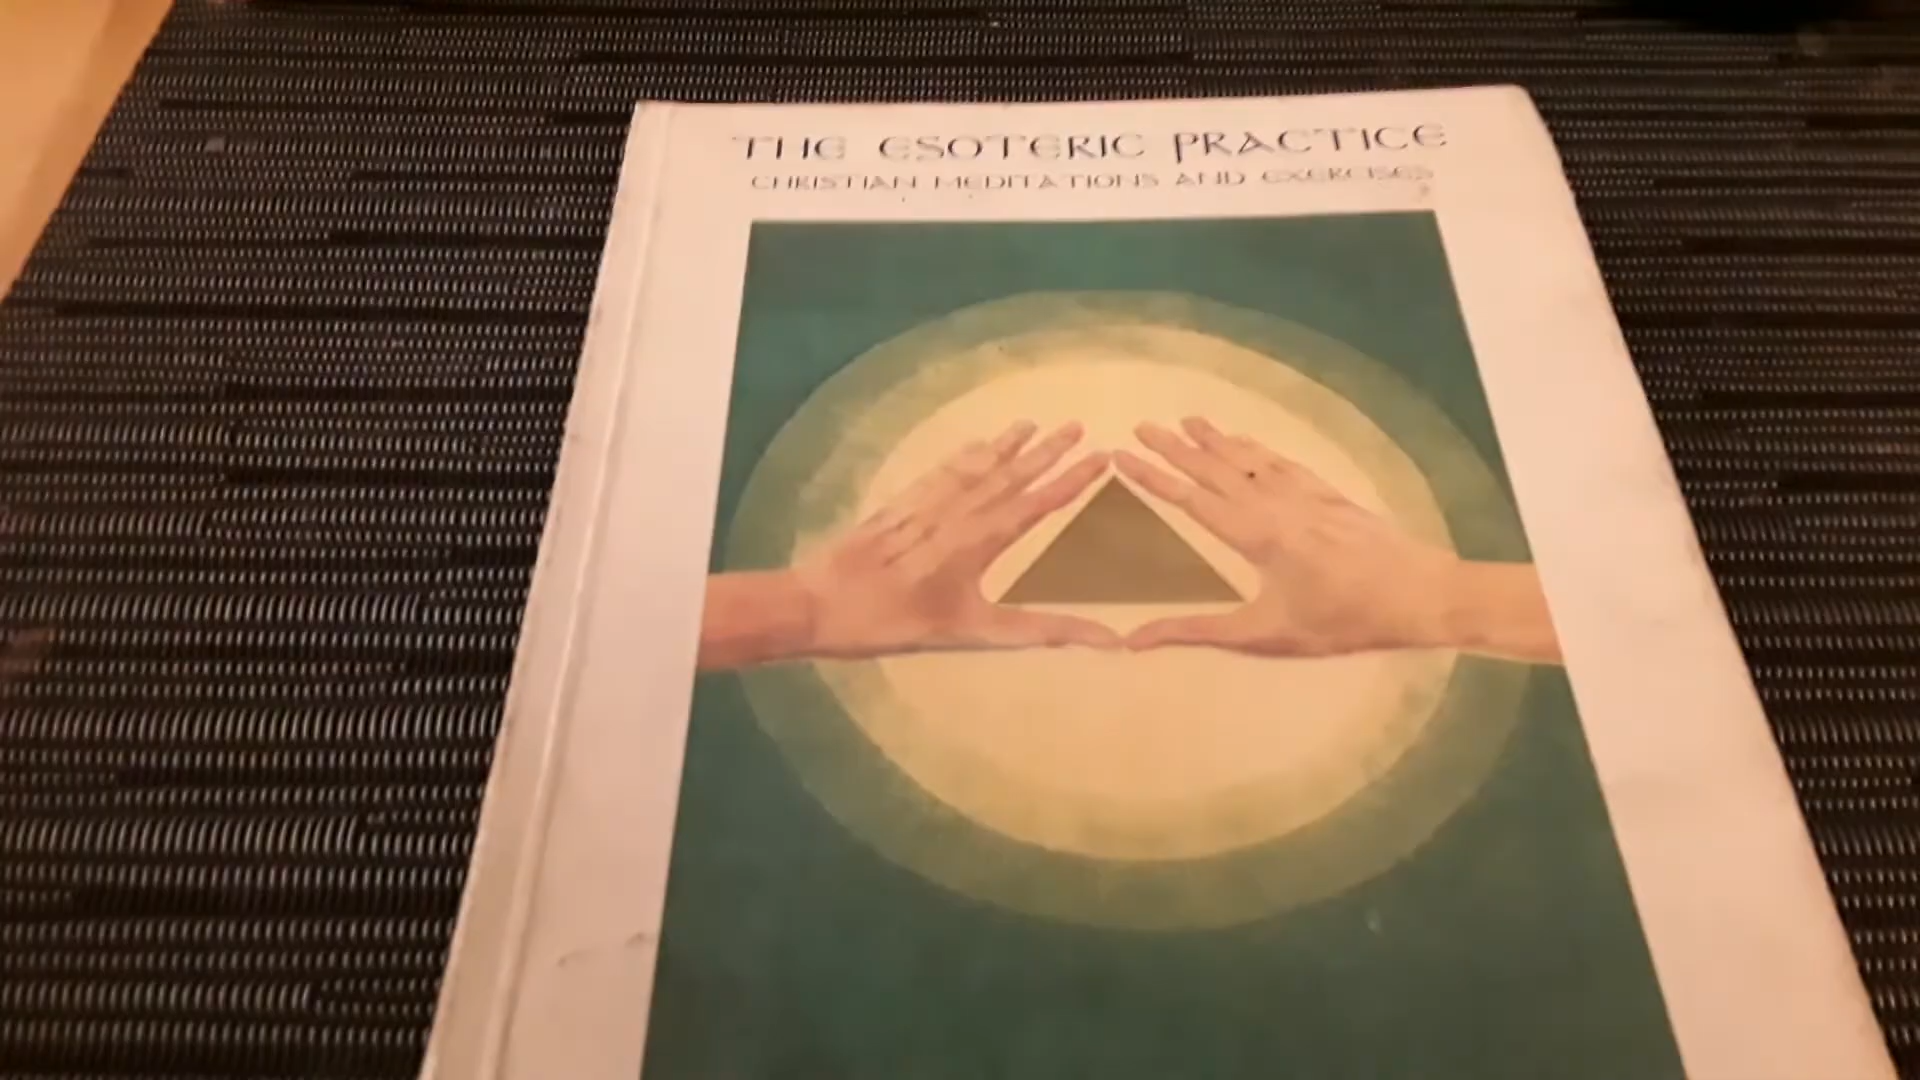 THE ESOTERIC PRACTICE
CHRISTIAN MEDITATIONS AND EXERCISES